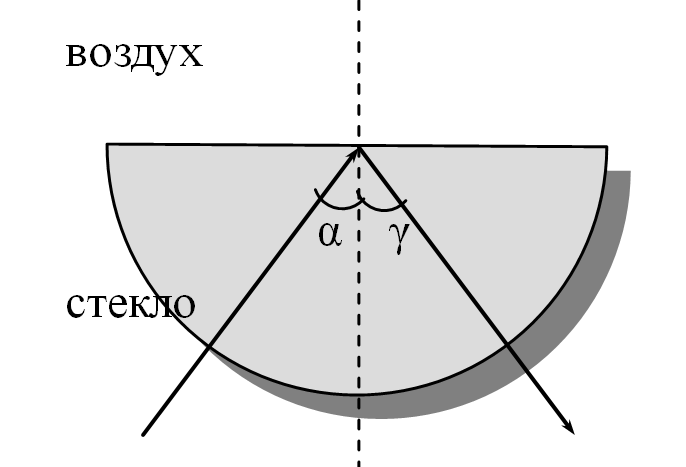 воздух
α γ
стекло